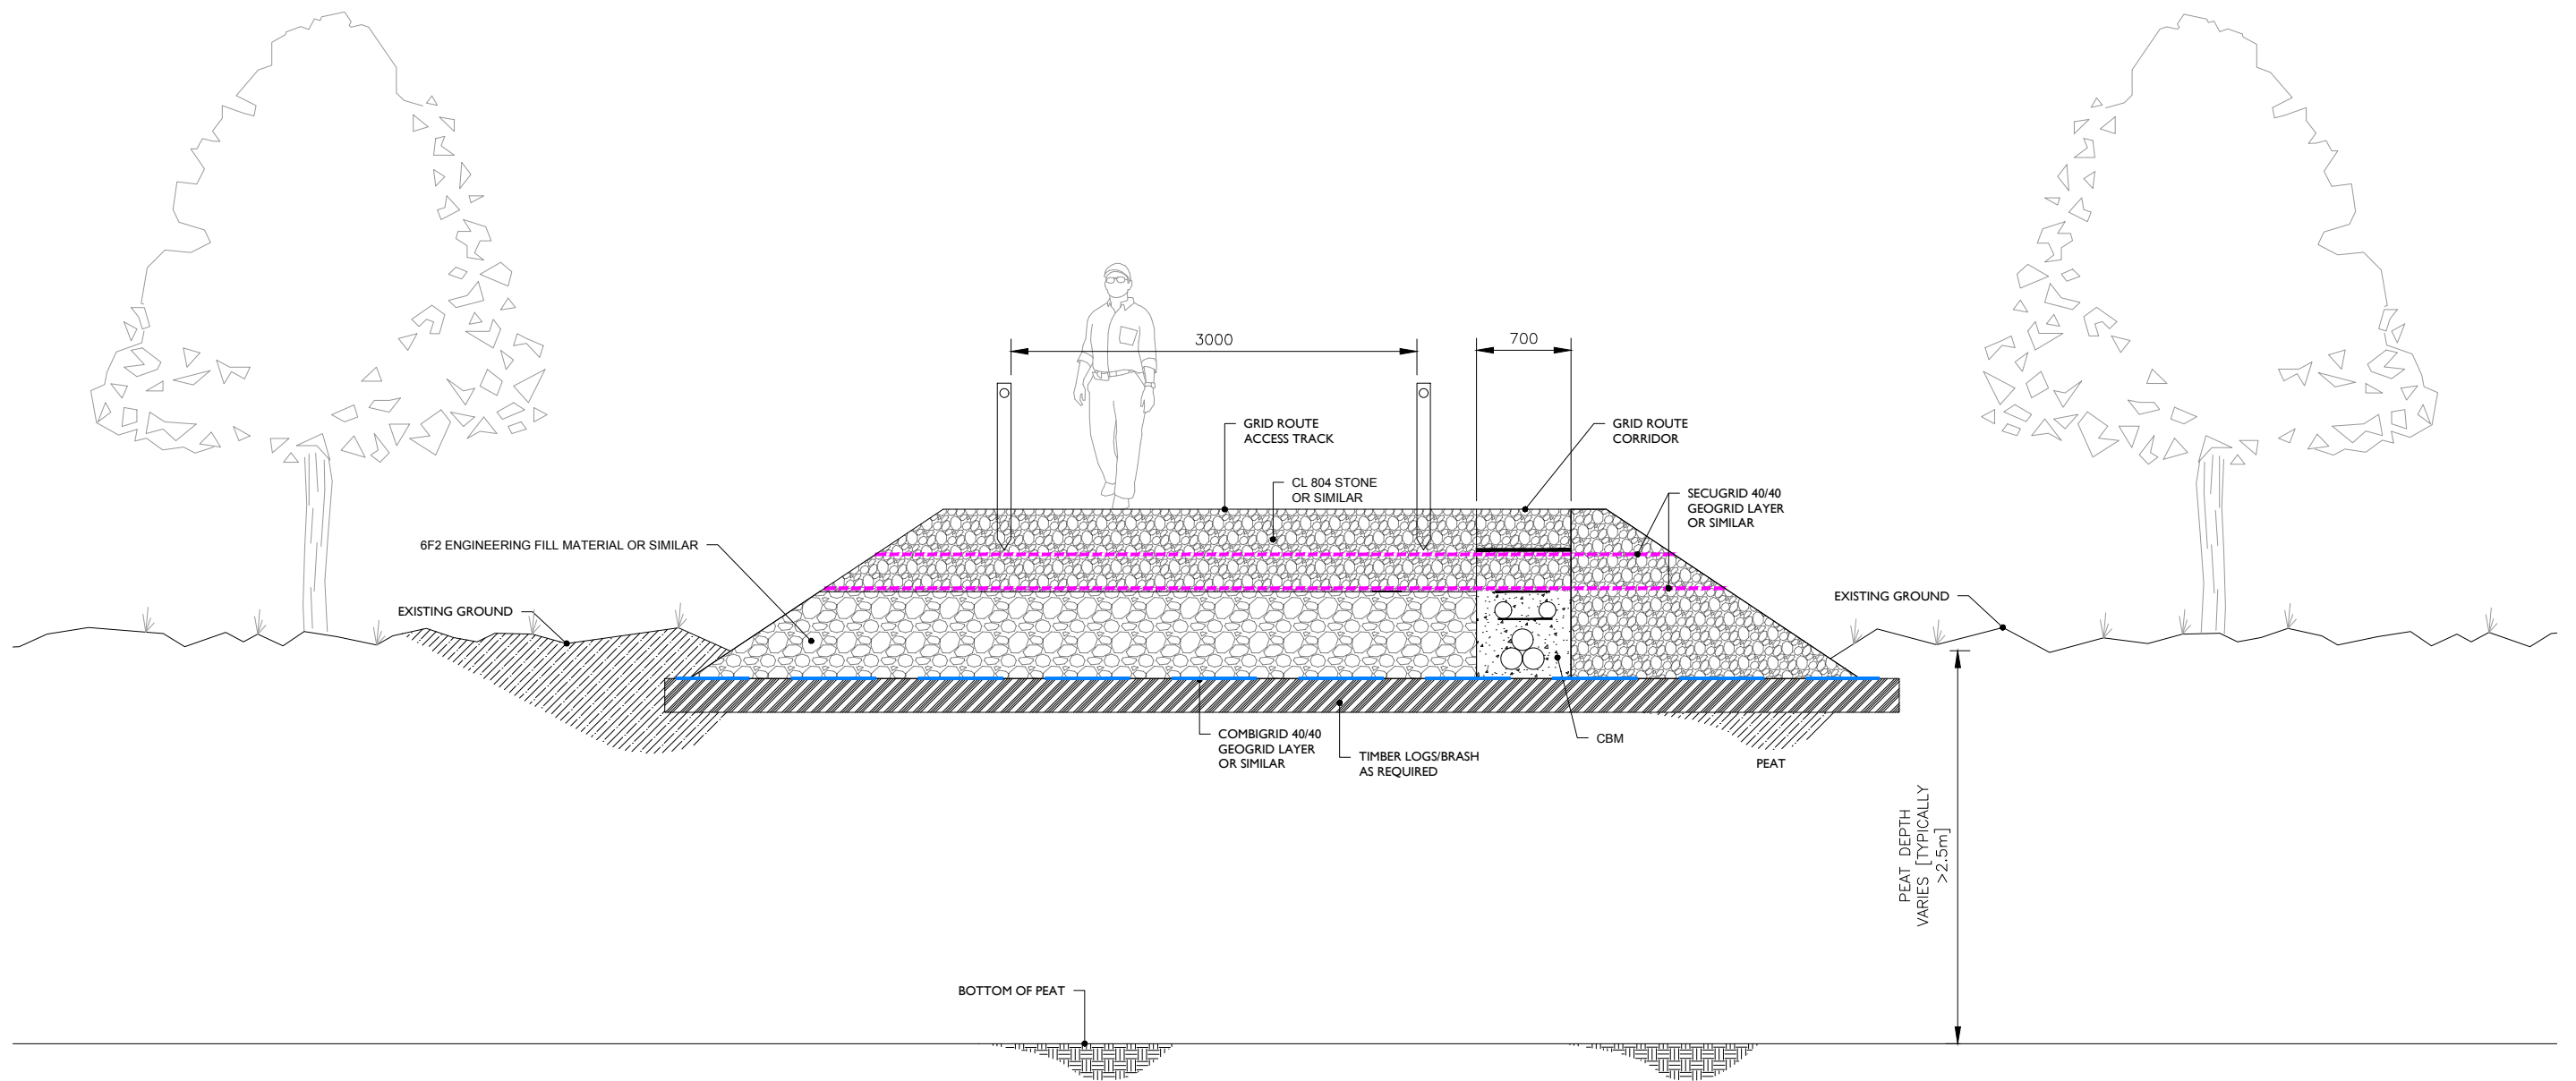 3000
700
GRID ROUTE
ACCESS TRACK
GRID ROUTE
CORRIDOR
CL 804 STONE
OR SIMILAR
SECUGRID 40/40
GEOGRID LAYER
OR SIMILAR
6F2 ENGINEERING FILL MATERIAL OR SIMILAR
EXISTING GROUND
EXISTING GROUND
COMBIGRID 40/40
GEOGRID LAYER
OR SIMILAR
TIMBER LOGS/BRASH
AS REQUIRED
CBM
PEAT
PEAT DEPTH
VARIES [TYPICALLY
>2.5m]
BOTTOM OF PEAT